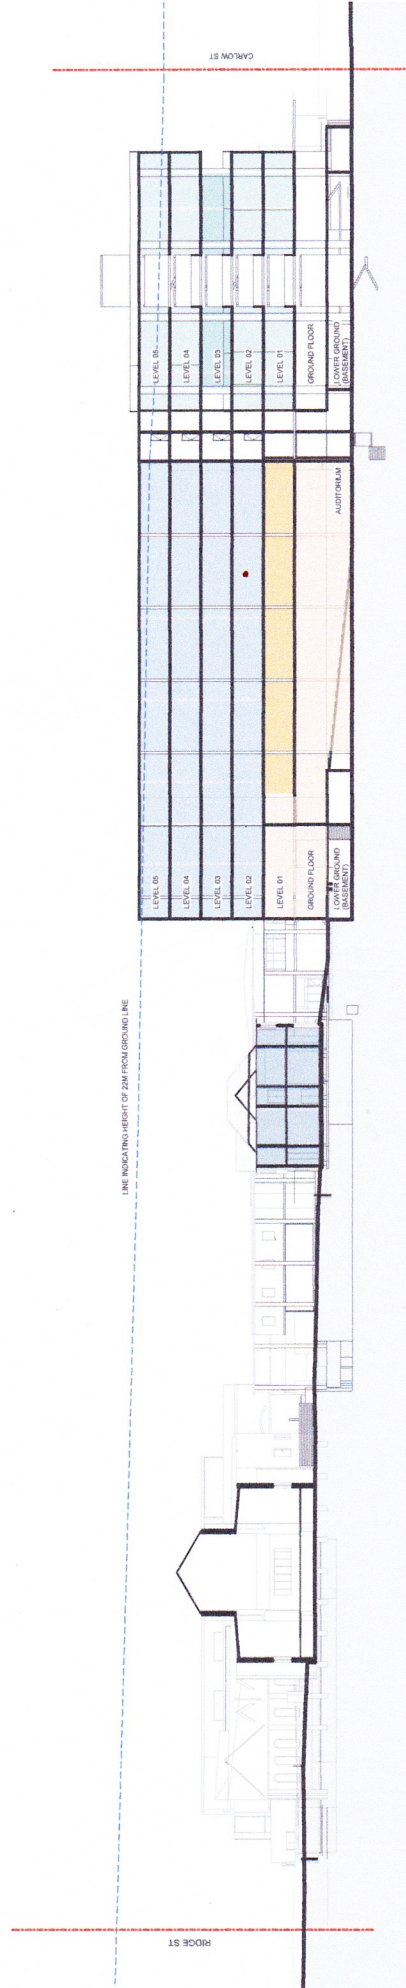 CARLOW ST
LEVEL 05
LEVEL 04
LEVEL 03
LEVEL 02
LEVEL 01
GROUND FLOOR
LOWER GROUND
(BASEMENT)
AUDITORIUM
LEVEL 05
LEVEL 04
LEVEL 03
LEVEL 02
LEVEL 01
GROUND FLOOR
LOWER GROUND
(BASEMENT)
LINE INDICATING HEIGHT OF 22M FROM GROUND LINE
RIDGE ST